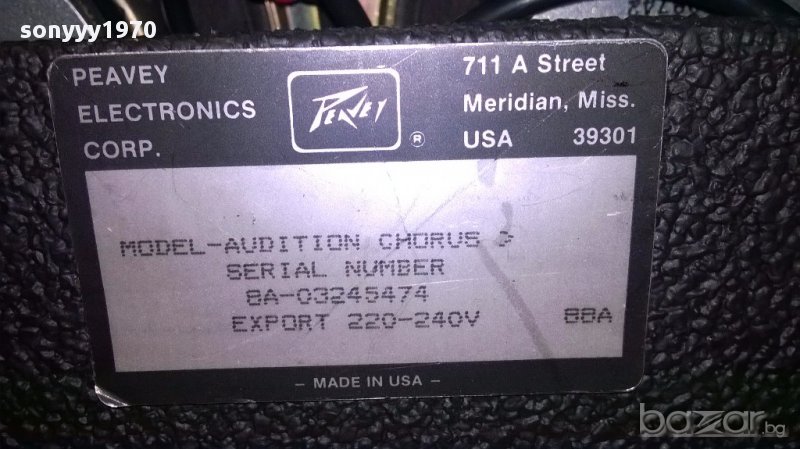 sonyyy1970
PEAVEY
ELECTRONICS
CORP.
PEAVEY
®
711 A Street
Meridian, Miss.
USA 39301
MODEL-AUDITION CHORUS >
SERIAL NUMBER
8A-03245474
EXPORT 220-240V 88A
– MADE IN USA –
bazar.bg